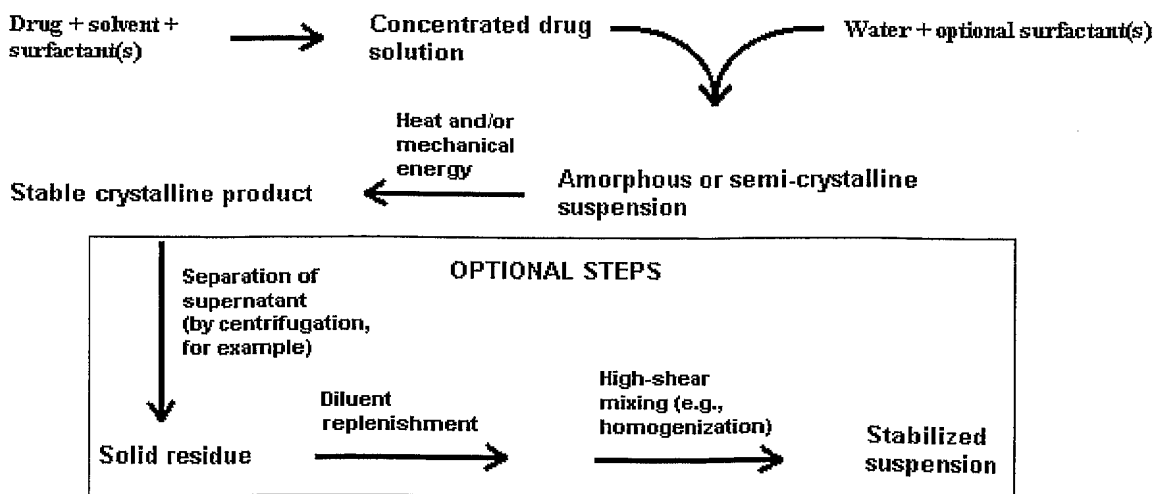 Drug + solvent +
surfactant(s)
Concentrated drug
solution
Water + optional surfactant(s)
Heat and/or
mechanical
energy
Stable crystalline product
Amorphous or semi-crystalline
suspension
OPTIONAL STEPS
Separation of
supernatant
(by centrifugation,
for example)
Diluent
replenishment
High-shear
mixing (e.g.,
homogenization)
Solid residue
Stabilized
suspension